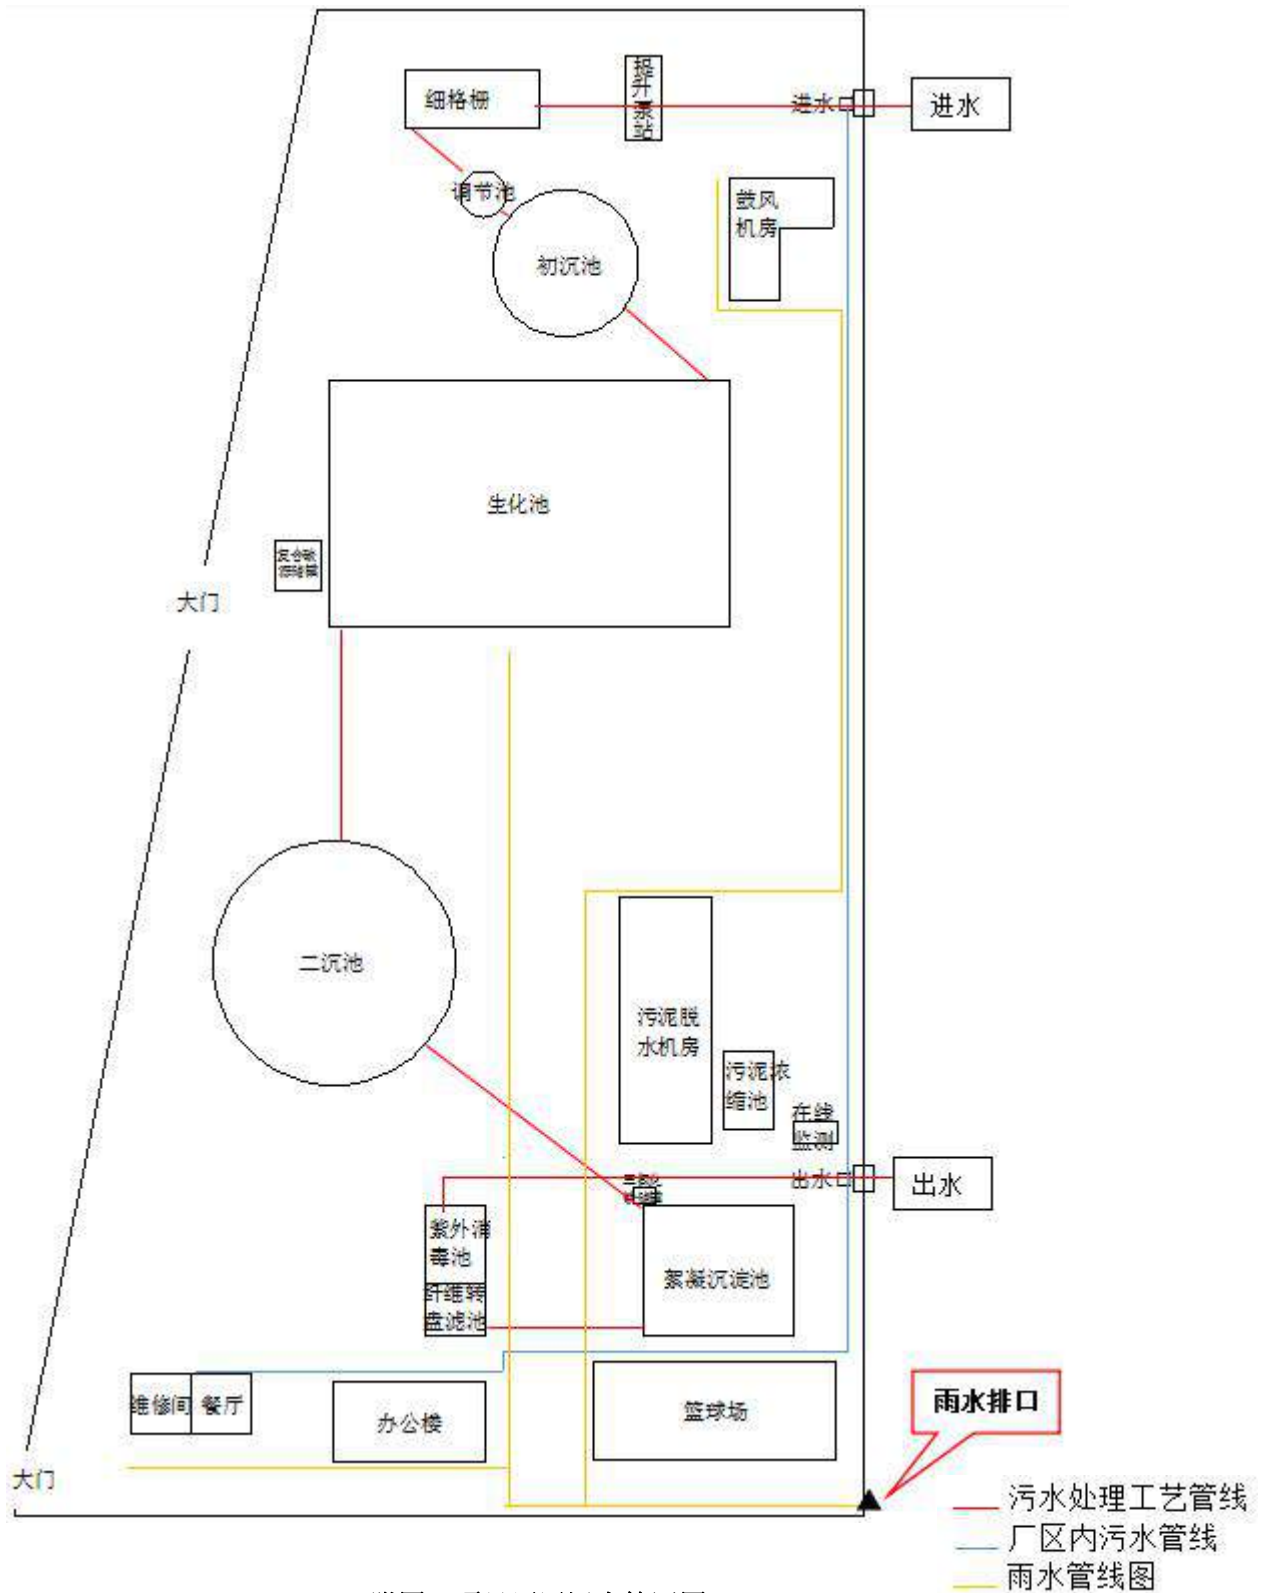 细格栅
提
升
泵
站
进水口
进水
调节池
鼓风
机房
初沉池
生化池
大门
二沉池
污泥脱
水机房
污泥浓
缩池
在线
监测
出水口
出水
紫外消
毒池
絮凝沉淀池
纤维转
盘滤池
维修间
餐厅
办公楼
篮球场
雨水排口
大门
污水处理工艺管线
厂区内污水管线
雨水管线图